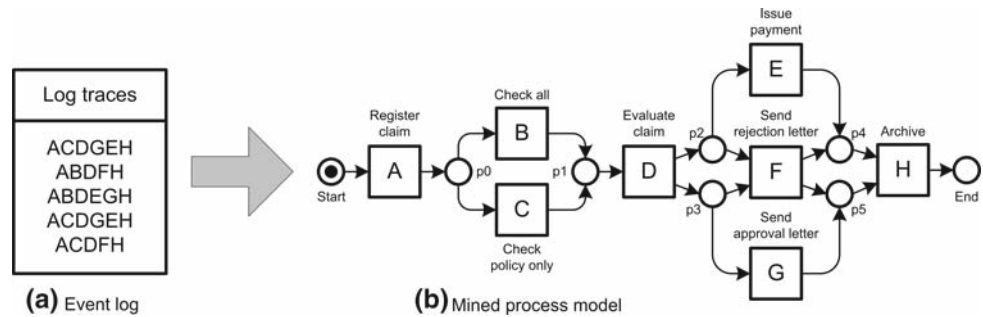 Log traces
ACDGEH
ABDFH
ABDEGH
ACDGEH
ACDFH
(a) Event log
Start
Register
claim
A
p0
Check all
B
C
Check
policy only
p1
Evaluate
claim
D
p2
p3
Issue
payment
E
Send
rejection letter
F
Send
approval letter
G
p4
p5
Archive
H
End
(b) Mined process model